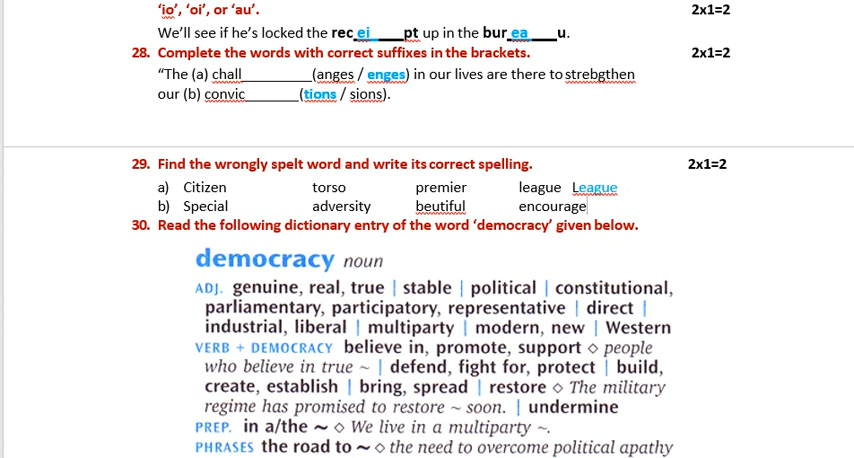 ‘io’, ‘oi’, or ‘au’. 2x1=2
We’ll see if he’s locked the rec_ei____pt up in the bur_ea____u.
28. Complete the words with correct suffixes in the brackets. 2x1=2
“The (a) chall__________(anges / enges) in our lives are there to strebgthen
our (b) convic________(tions / sions).
29. Find the wrongly spelt word and write its correct spelling. 2x1=2
a) Citizen torso premier league League
b) Special adversity beutiful encourage
30. Read the following dictionary entry of the word ‘democracy’ given below.
democracy noun
ADJ. genuine, real, true | stable | political | constitutional,
parliamentary, participatory, representative | direct |
industrial, liberal | multiparty | modern, new | Western
VERB + DEMOCRACY believe in, promote, support ◇ people
who believe in true ~ | defend, fight for, protect | build,
create, establish | bring, spread | restore ◇ The military
regime has promised to restore ~ soon. | undermine
PREP. in a/the ~ ◇ We live in a multiparty ~.
PHRASES the road to ~ ◇ the need to overcome political apathy